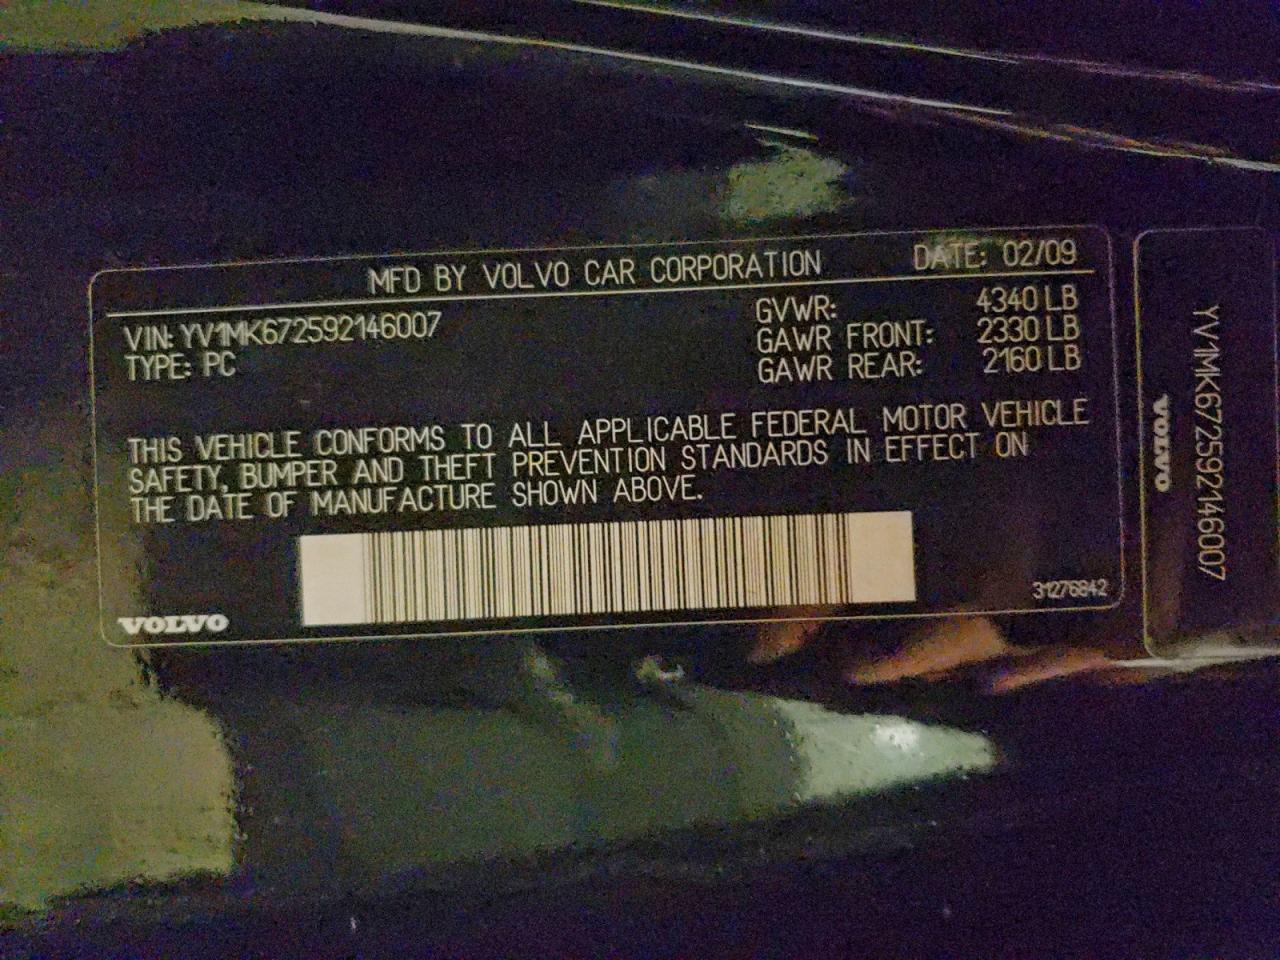 MFD BY VOLVO CAR CORPORATION DATE: 02/09
VIN: YV1MK672592146007 GVWR: 4340 LB
TYPE: PC GAWR FRONT: 2330 LB
GAWR REAR: 2160 LB
THIS VEHICLE CONFORMS TO ALL APPLICABLE FEDERAL MOTOR VEHICLE
SAFETY, BUMPER AND THEFT PREVENTION STANDARDS IN EFFECT ON
THE DATE OF MANUFACTURE SHOWN ABOVE.
31276842
VOLVO
YV1MK672592146007
VOLVO